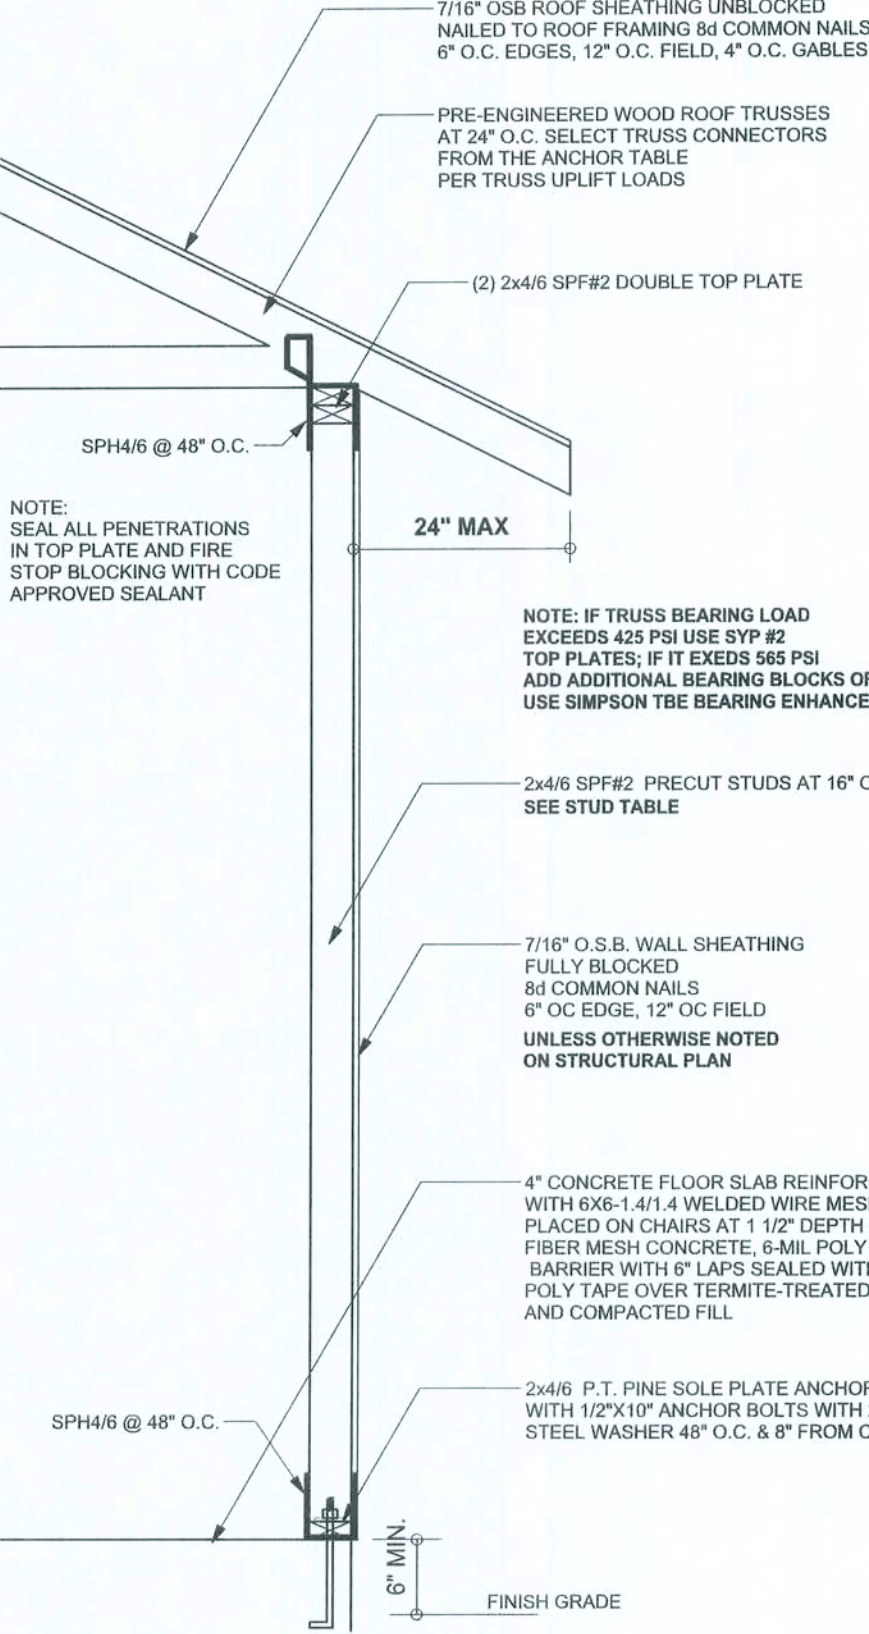 7/16" OSB ROOF SHEATHING UNBLOCKED
NAILED TO ROOF FRAMING 8d COMMON NAILS
6" O.C. EDGES, 12" O.C. FIELD, 4" O.C. GABLES
PRE-ENGINEERED WOOD ROOF TRUSSES
AT 24" O.C. SELECT TRUSS CONNECTORS
FROM THE ANCHOR TABLE
PER TRUSS UPLIFT LOADS
(2) 2x4/6 SPF#2 DOUBLE TOP PLATE
SPH4/6 @ 48" O.C.
NOTE:
SEAL ALL PENETRATIONS
IN TOP PLATE AND FIRE
STOP BLOCKING WITH CODE
APPROVED SEALANT
24" MAX
NOTE: IF TRUSS BEARING LOAD
EXCEEDS 425 PSI USE SYP #2
TOP PLATES; IF IT EXEDS 565 PSI
ADD ADDITIONAL BEARING BLOCKS OR
USE SIMPSON TBE BEARING ENHANCE
2x4/6 SPF#2 PRECUT STUDS AT 16" O
SEE STUD TABLE
7/16" O.S.B. WALL SHEATHING
FULLY BLOCKED
8d COMMON NAILS
6" OC EDGE, 12" OC FIELD
UNLESS OTHERWISE NOTED
ON STRUCTURAL PLAN
4" CONCRETE FLOOR SLAB REINFOR
WITH 6X6-1.4/1.4 WELDED WIRE MESH
PLACED ON CHAIRS AT 1 1/2" DEPTH
FIBER MESH CONCRETE, 6-MIL POLY
BARRIER WITH 6" LAPS SEALED WITH
POLY TAPE OVER TERMITE-TREATED
AND COMPACTED FILL
2x4/6 P.T. PINE SOLE PLATE ANCHOR
WITH 1/2"X10" ANCHOR BOLTS WITH
STEEL WASHER 48" O.C. & 8" FROM
SPH4/6 @ 48" O.C.
6" MIN.
FINISH GRADE